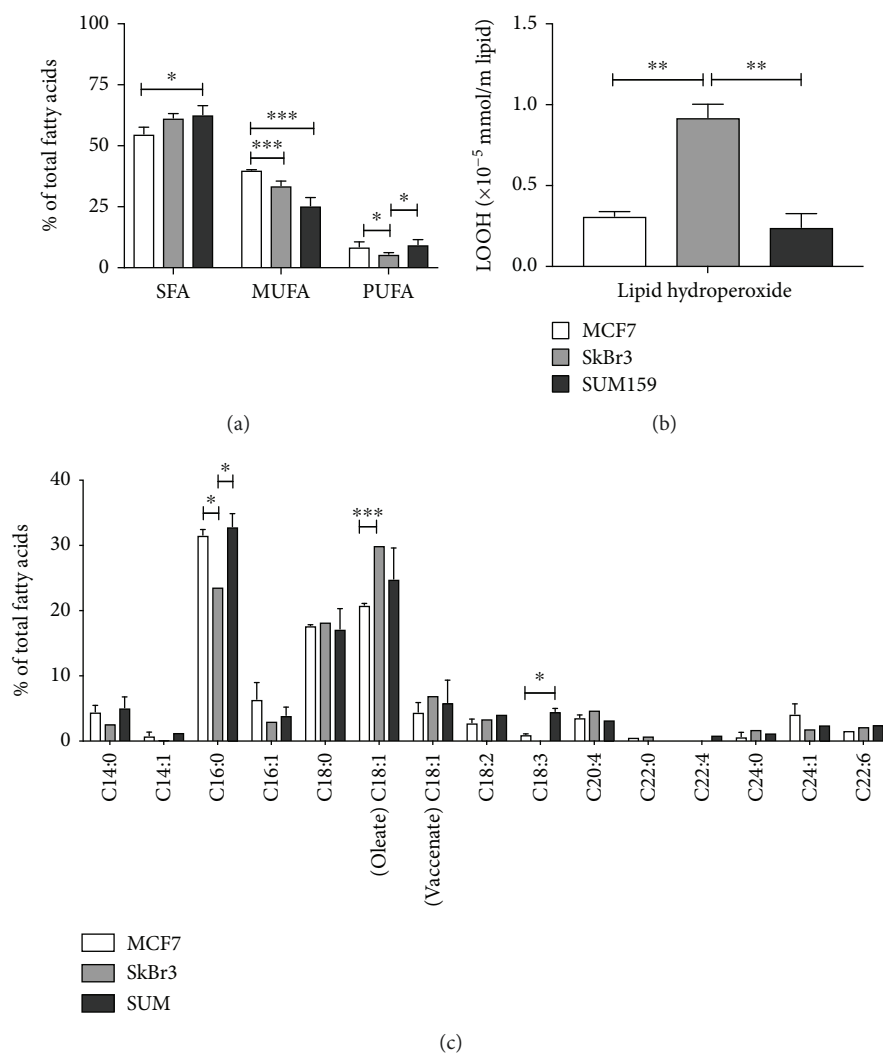 100
75
50
25
0
% of total fatty acids
*
***
***
*
*
SFA MUFA PUFA
(a)
1.5
1.0
0.5
0.0
LOOH (×10⁻⁵ mmol/m lipid)
** **
Lipid hydroperoxide
MCF7
SkBr3
SUM159
(b)
40
30
20
10
0
% of total fatty acids
*
*
***
*
C14:0
C14:1
C16:0
C16:1
C18:0
(Oleate) C18:1
(Vaccenate) C18:1
C18:2
C18:3
C20:4
C22:0
C22:4
C24:0
C24:1
C22:6
MCF7
SkBr3
SUM
(c)